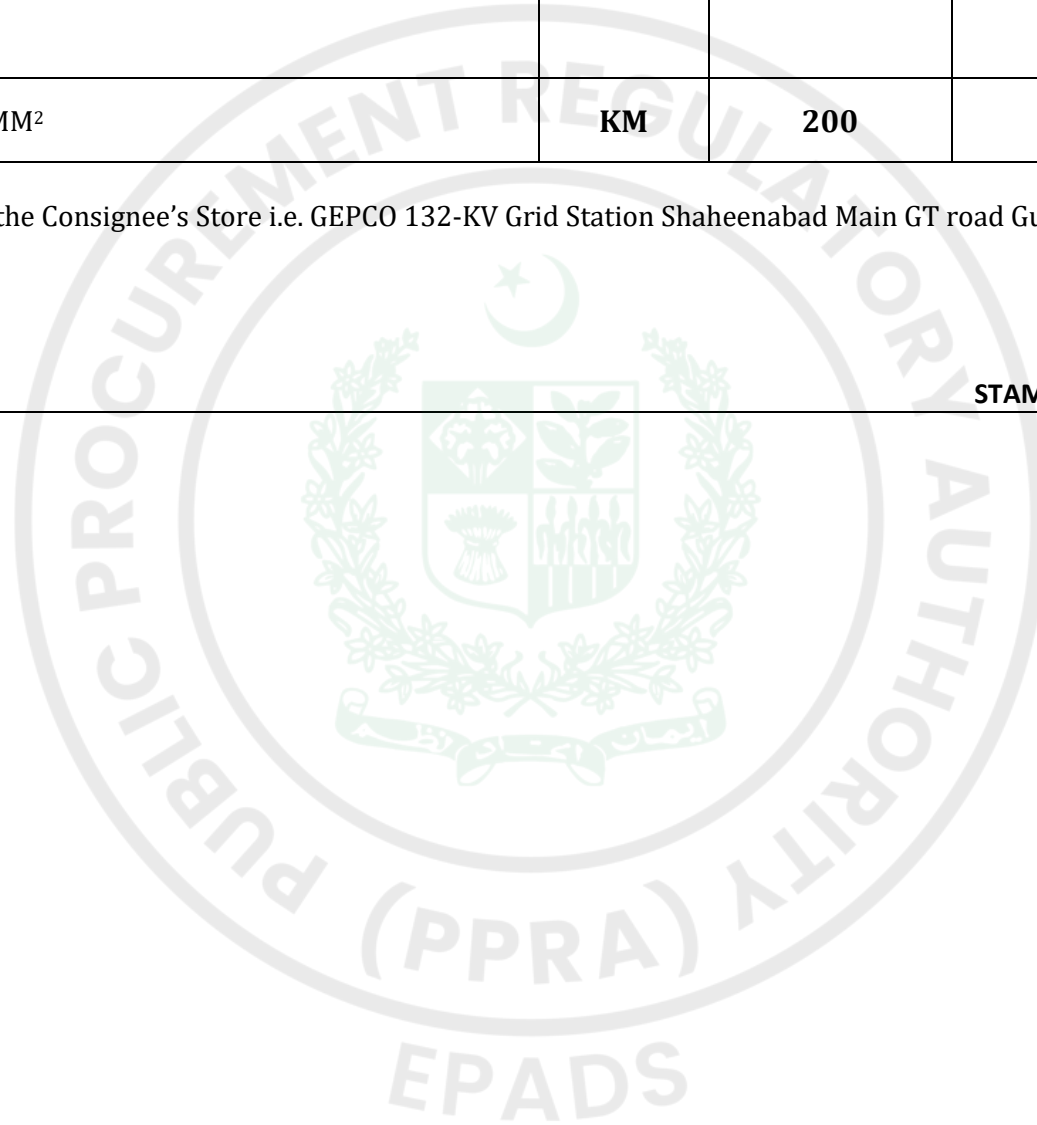 MM² KM 200
the Consignee’s Store i.e. GEPCO 132-KV Grid Station Shaheenabad Main GT road Gu
STAM
PUBLIC PROCUREMENT REGULATORY AUTHORITY
(PPRA)
EPADS